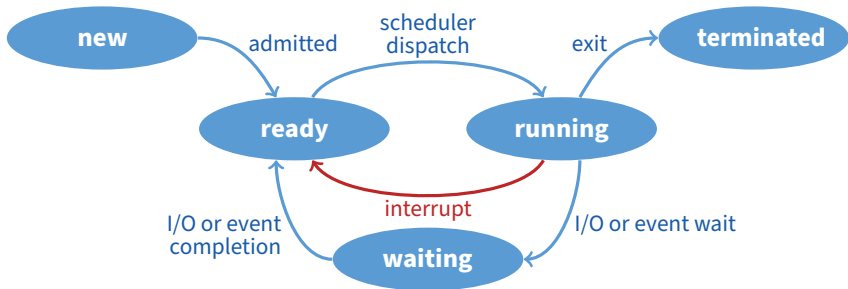 new
admitted
scheduler
dispatch
exit
terminated
ready
running
interrupt
I/O or event
completion
I/O or event wait
waiting